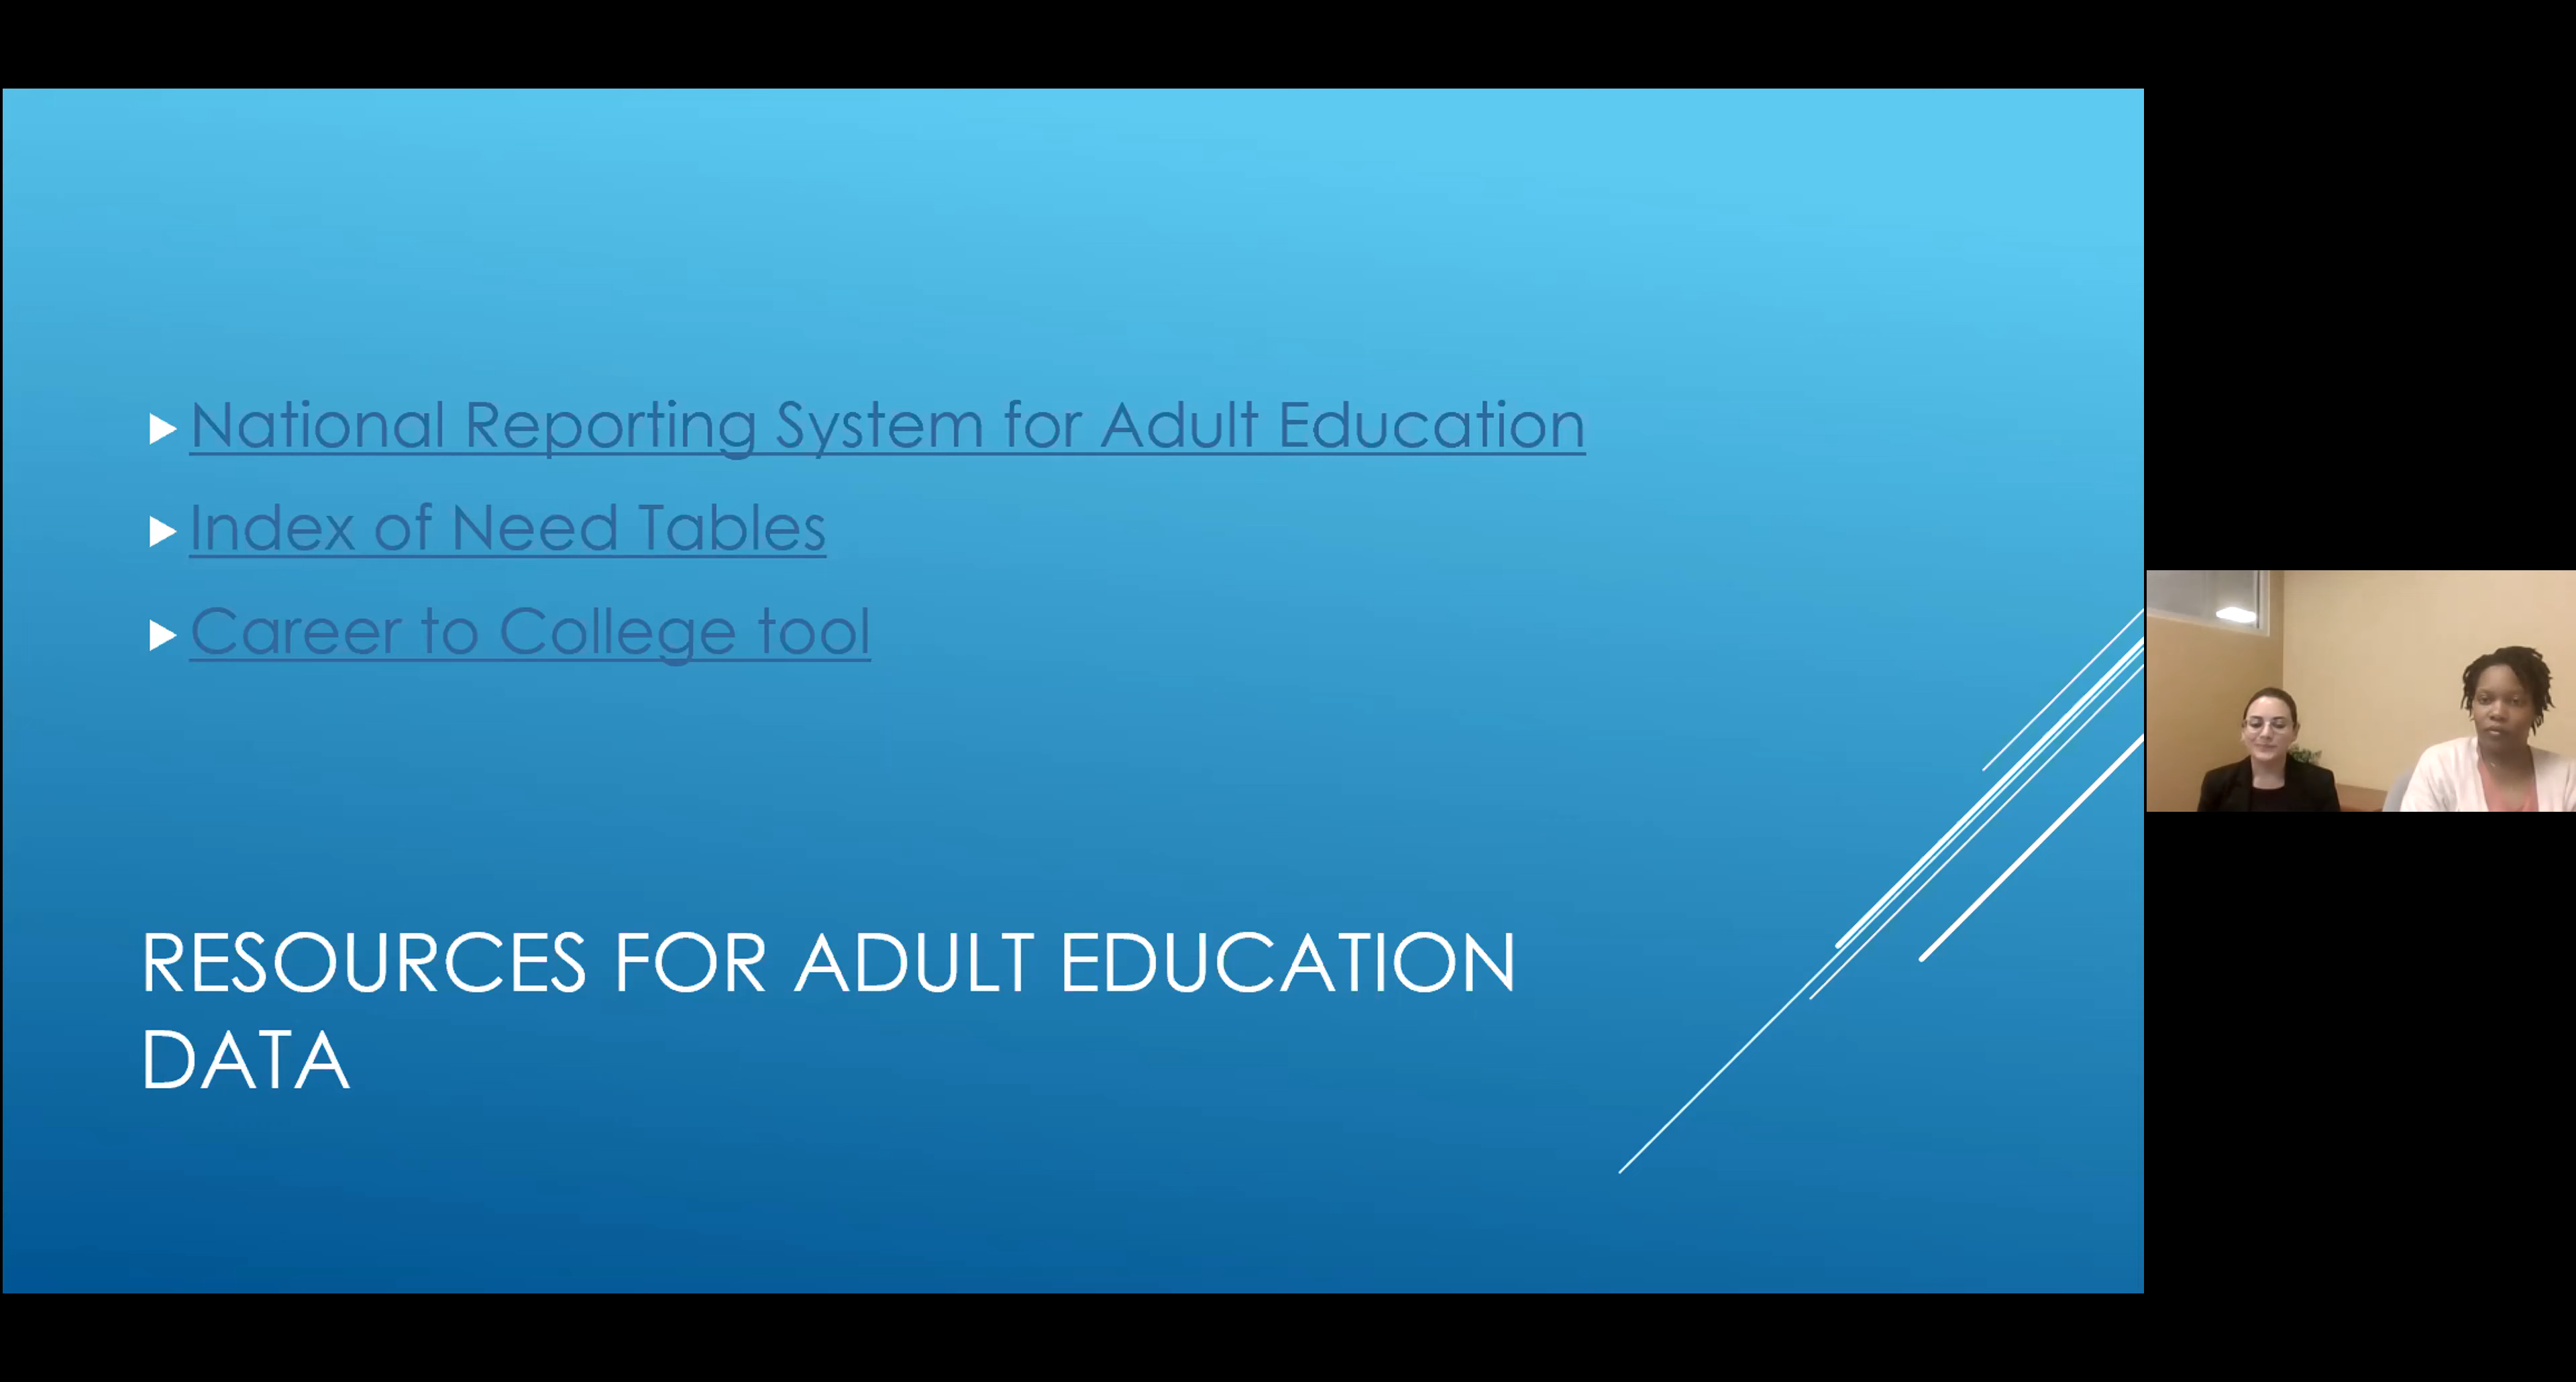 National Reporting System for Adult Education
Index of Need Tables
Career to College tool
RESOURCES FOR ADULT EDUCATION
DATA